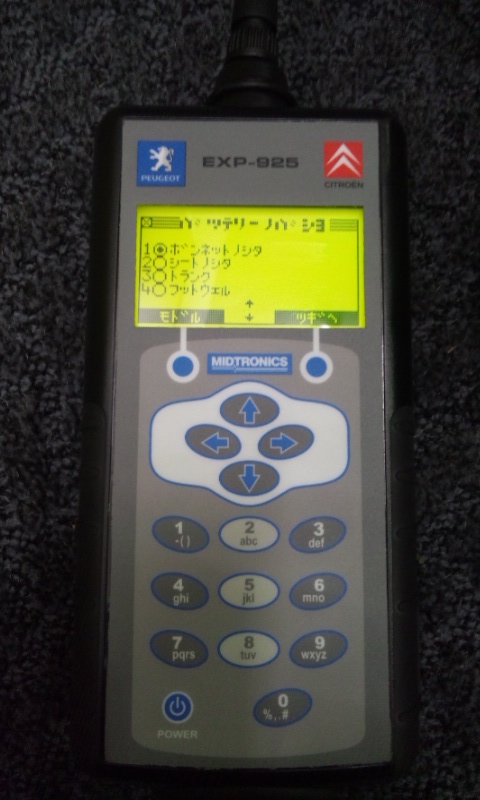 PEUGEOT
EXP-925
CITROËN
バッテリーノバショ
1 ボンネットノシタ
2 シートノシタ
3 トランク
4 フットウェル
モドル ツギヘ
MIDTRONICS
1 2 3
-( ) abc def
4 5 6
ghi jkl mno
7 8 9
pqrs tuv wxyz
0
%..#
POWER